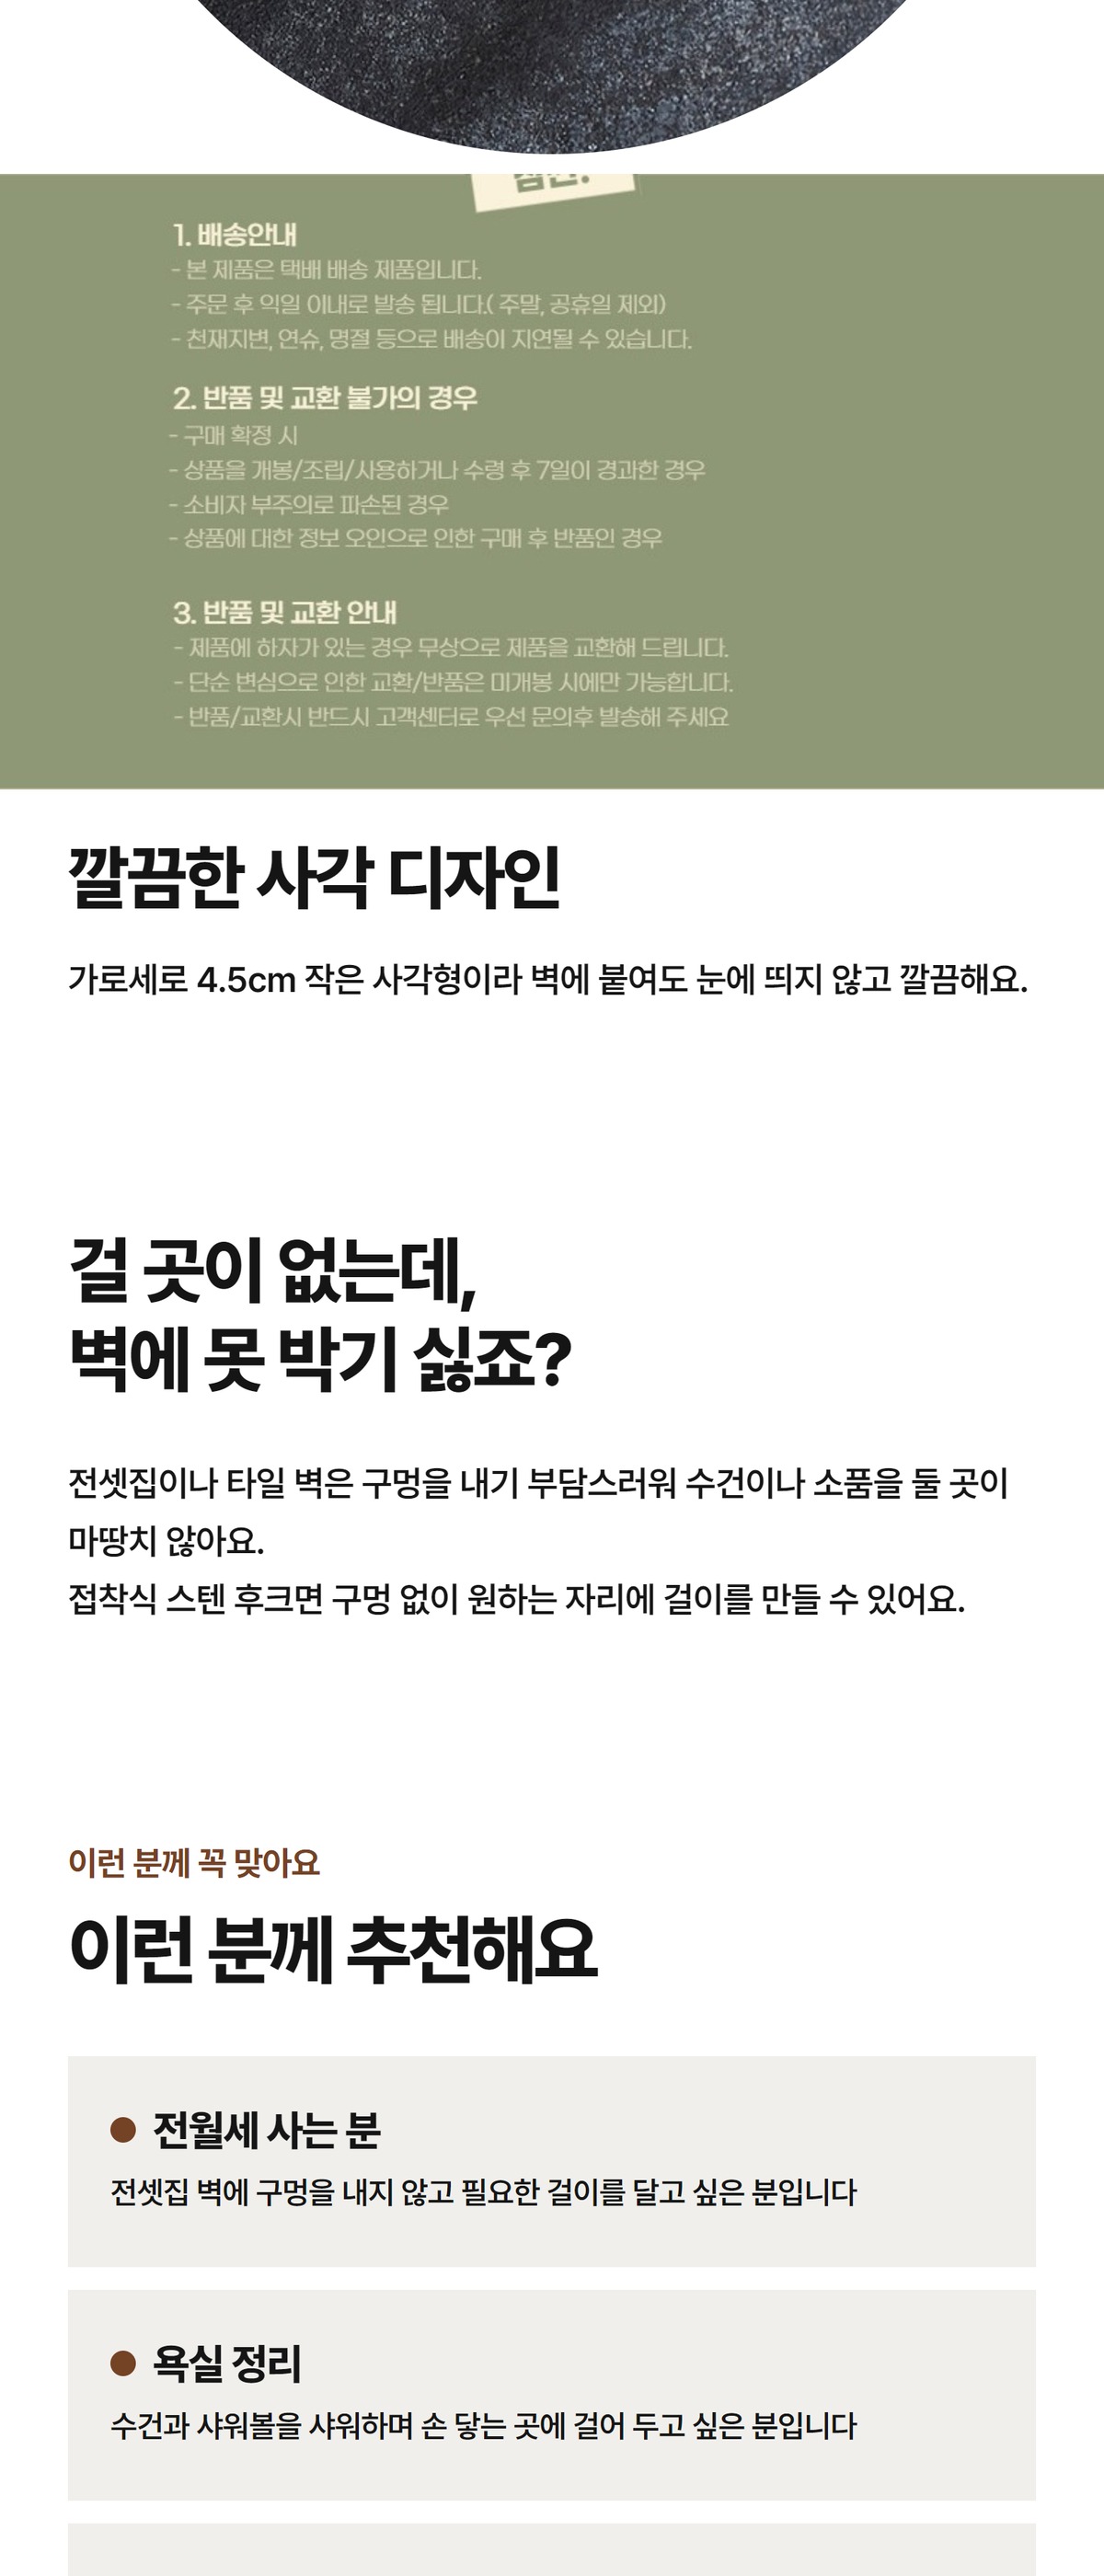 1. 배송안내
- 본 제품은 택배 배송 제품입니다.
- 주문 후 익일 이내로 발송 됩니다.( 주말, 공휴일 제외)
- 천재지변, 연슈, 명절 등으로 배송이 지연될 수 있습니다.
2. 반품 및 교환 불가의 경우
- 구매 확정 시
- 상품을 개봉/조립/사용하거나 수령 후 7일이 경과한 경우
- 소비자 부주의로 파손된 경우
- 상품에 대한 정보 오인으로 인한 구매 후 반품인 경우
3. 반품 및 교환 안내
- 제품에 하자가 있는 경우 무상으로 제품을 교환해 드립니다.
- 단순 변심으로 인한 교환/반품은 미개봉 시에만 가능합니다.
- 반품/교환시 반드시 고객센터로 우선 문의후 발송해 주세요
깔끔한 사각 디자인
가로세로 4.5cm 작은 사각형이라 벽에 붙여도 눈에 띄지 않고 깔끔해요.
걸 곳이 없는데,
벽에 못 박기 싫죠?
전셋집이나 타일 벽은 구멍을 내기 부담스러워 수건이나 소품을 둘 곳이
마땅치 않아요.
접착식 스텐 후크면 구멍 없이 원하는 자리에 걸이를 만들 수 있어요.
이런 분께 꼭 맞아요
이런 분께 추천해요
전월세 사는 분
전셋집 벽에 구멍을 내지 않고 필요한 걸이를 달고 싶은 분입니다
욕실 정리
수건과 샤워볼을 샤워하며 손 닿는 곳에 걸어 두고 싶은 분입니다